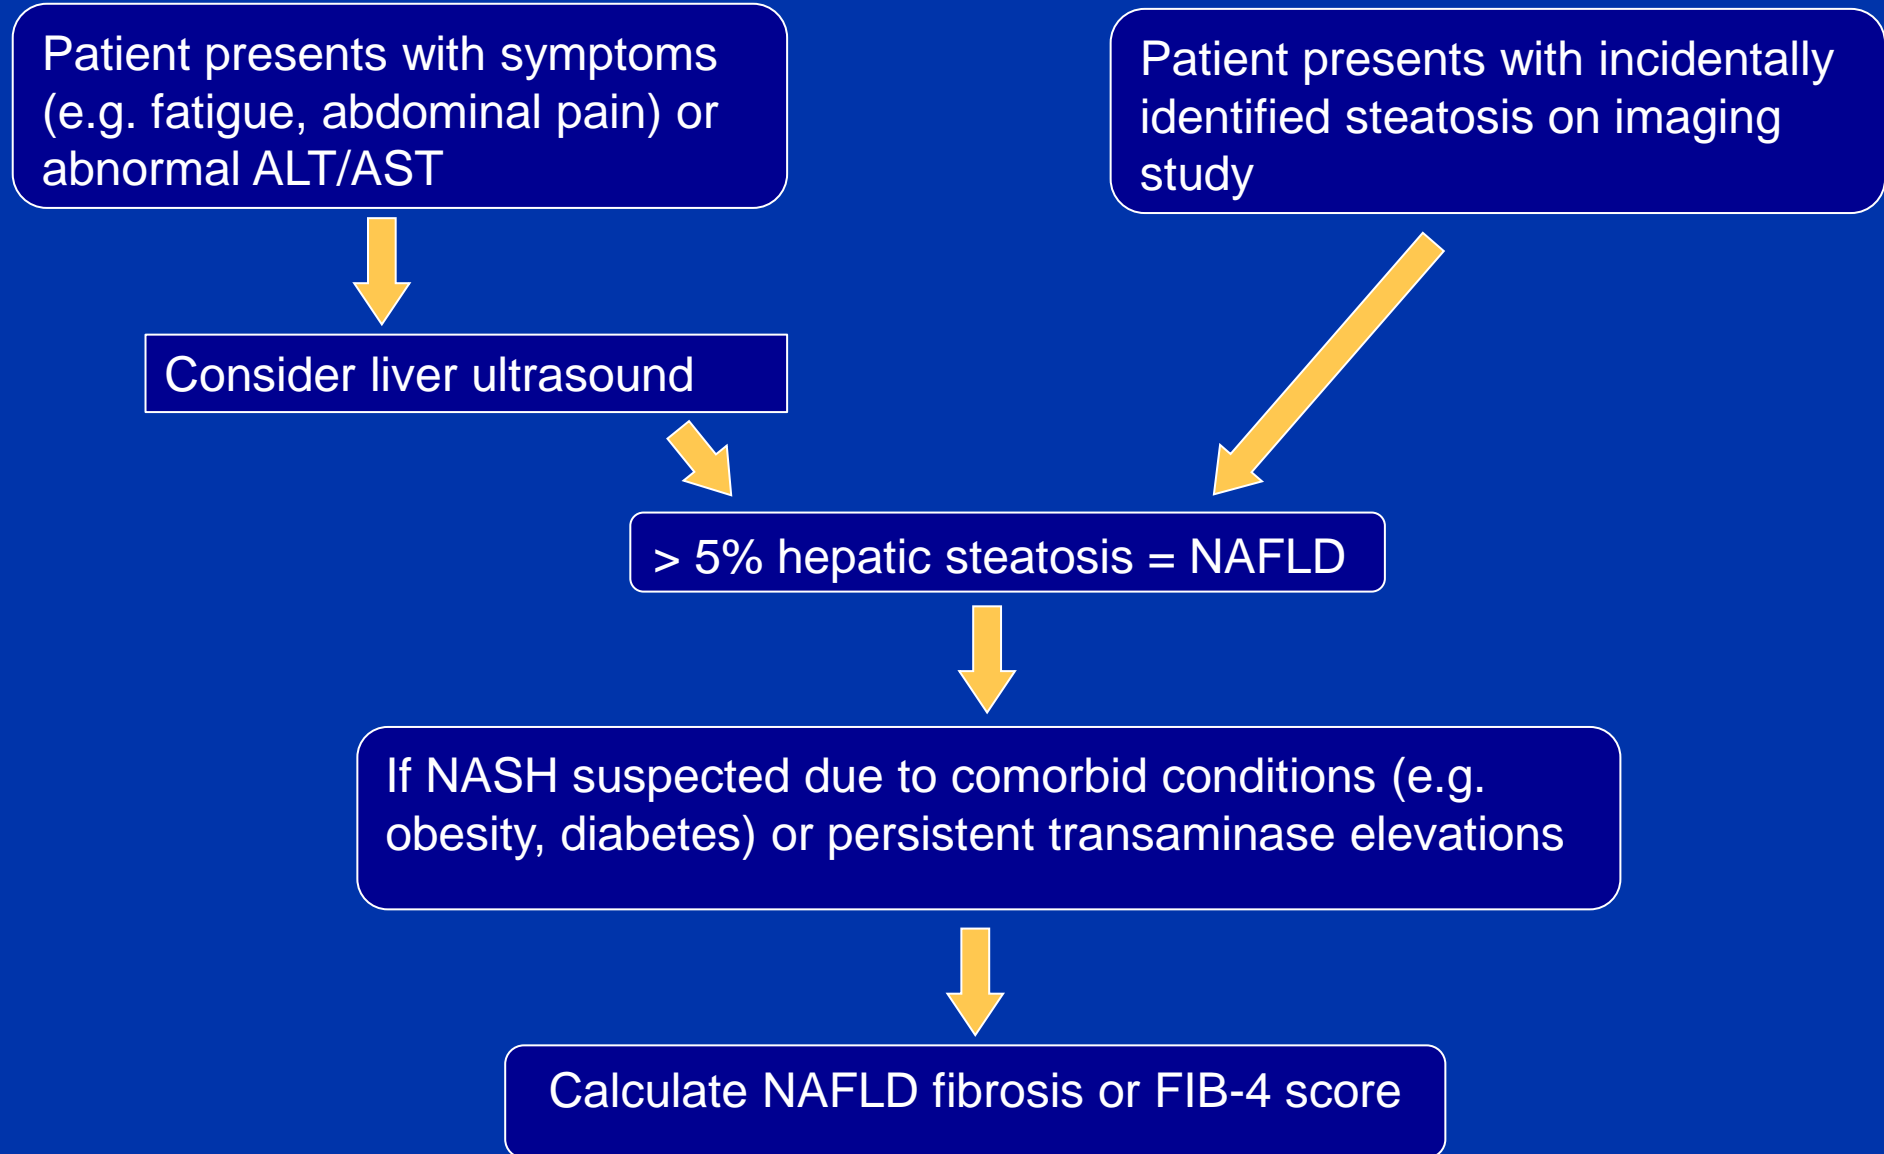 Patient presents with symptoms
(e.g. fatigue, abdominal pain) or
abnormal ALT/AST
Patient presents with incidentally
identified steatosis on imaging
study
Consider liver ultrasound
> 5% hepatic steatosis = NAFLD
If NASH suspected due to comorbid conditions (e.g.
obesity, diabetes) or persistent transaminase elevations
Calculate NAFLD fibrosis or FIB-4 score